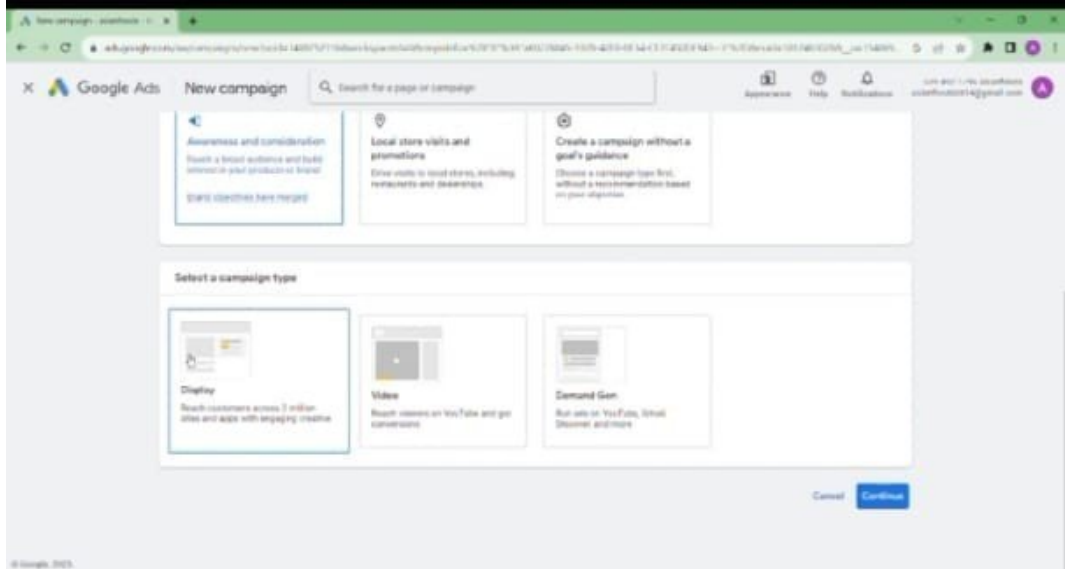 New campaign
Google Ads
New campaign
Search for a page or campaign
Appearance
Help
Notifications
Awareness and consideration
Reach a broad audience and build
interest in your products or brand
Local store visits and
promotions
Drive visits to local stores, including
restaurants and dealerships.
Create a campaign without a
goal's guidance
Choose a campaign type first,
without a recommendation based
on your objective.
Select a campaign type
Display
Reach customers across 3 million
sites and apps with engaging creative
Video
Reach viewers on YouTube and get
conversions
Demand Gen
Run ads on YouTube, Gmail,
Discover and more
Cancel
Continue
© Google, 2023.